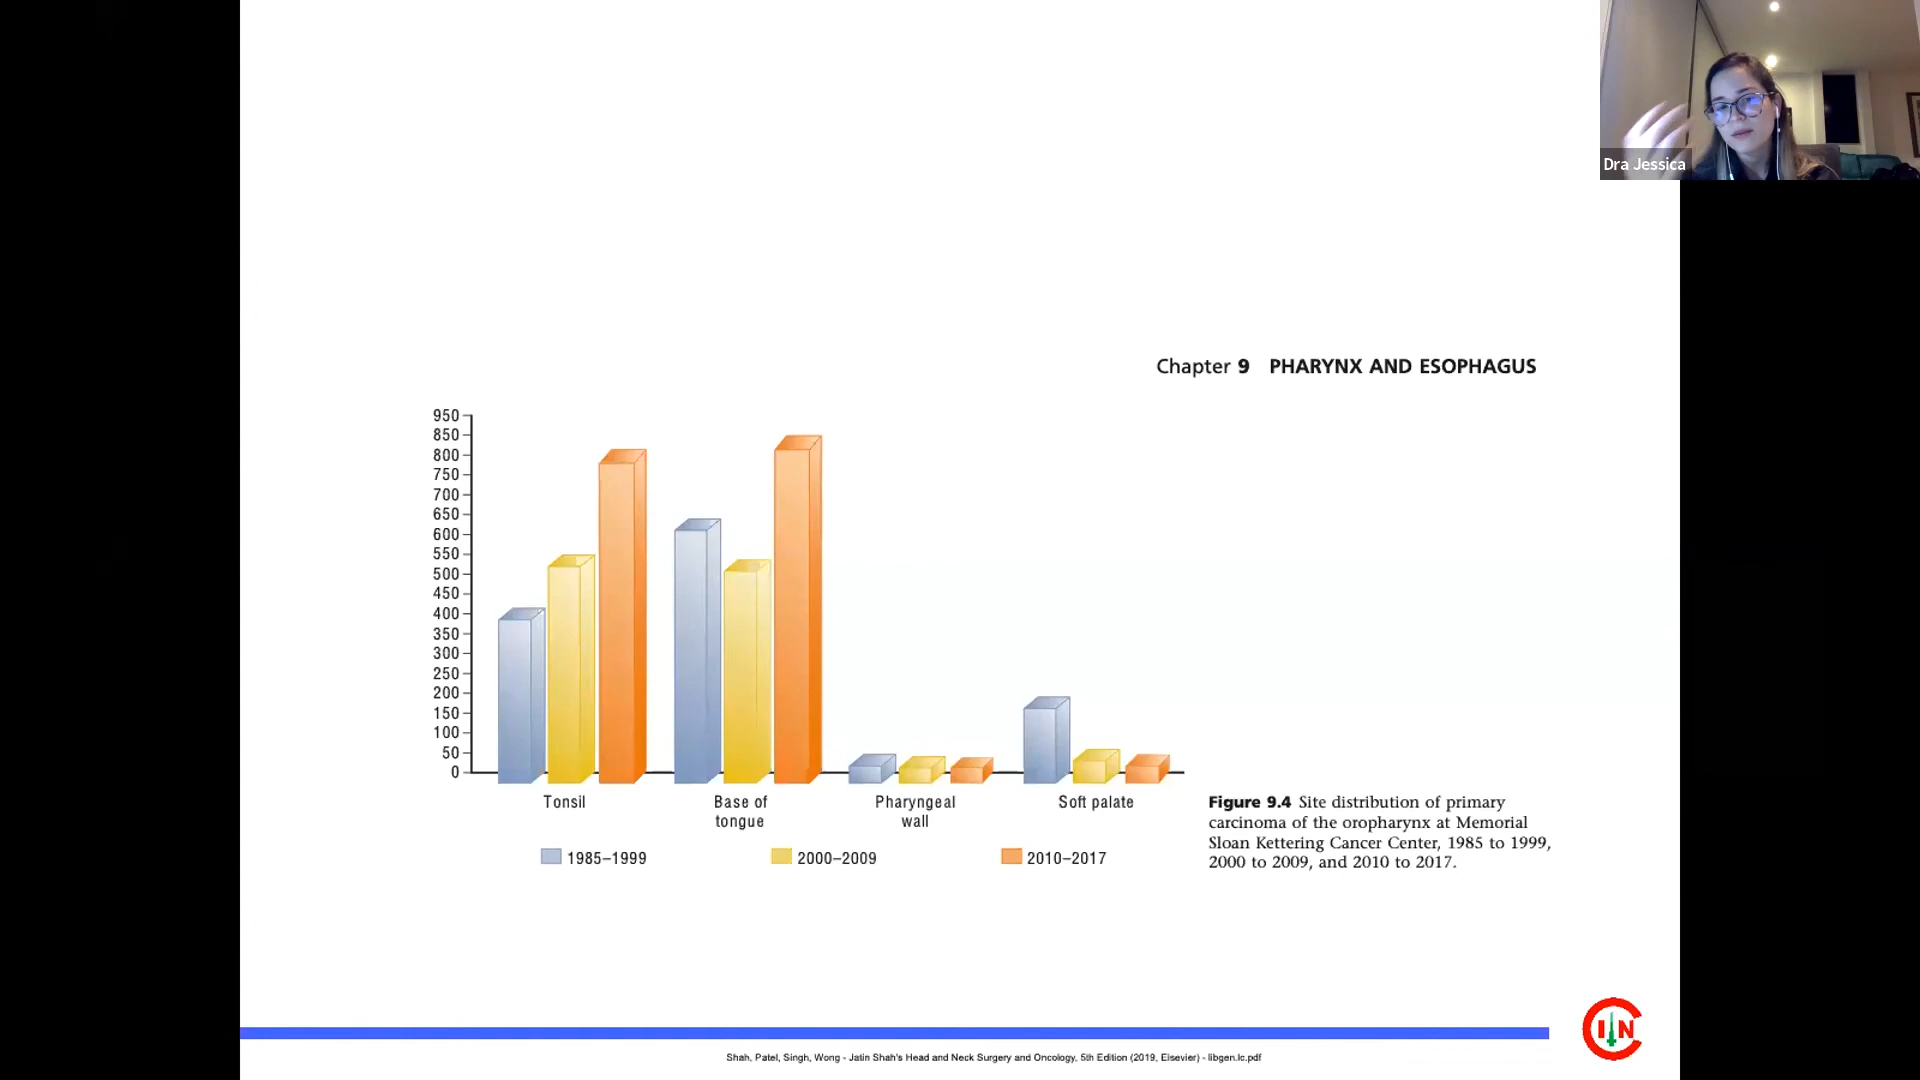 Dra Jessica
Chapter 9 PHARYNX AND ESOPHAGUS
950
850
800
750
700
650
600
550
500
450
400
350
300
250
200
150
100
50
0
Tonsil
Base of
tongue
Pharyngeal
wall
Soft palate
1985–1999
2000–2009
2010–2017
Figure 9.4 Site distribution of primary
carcinoma of the oropharynx at Memorial
Sloan Kettering Cancer Center, 1985 to 1999,
2000 to 2009, and 2010 to 2017.
CIN
Shah, Patel, Singh, Wong - Jatin Shah's Head and Neck Surgery and Oncology, 5th Edition (2019, Elsevier) - libgen.lc.pdf